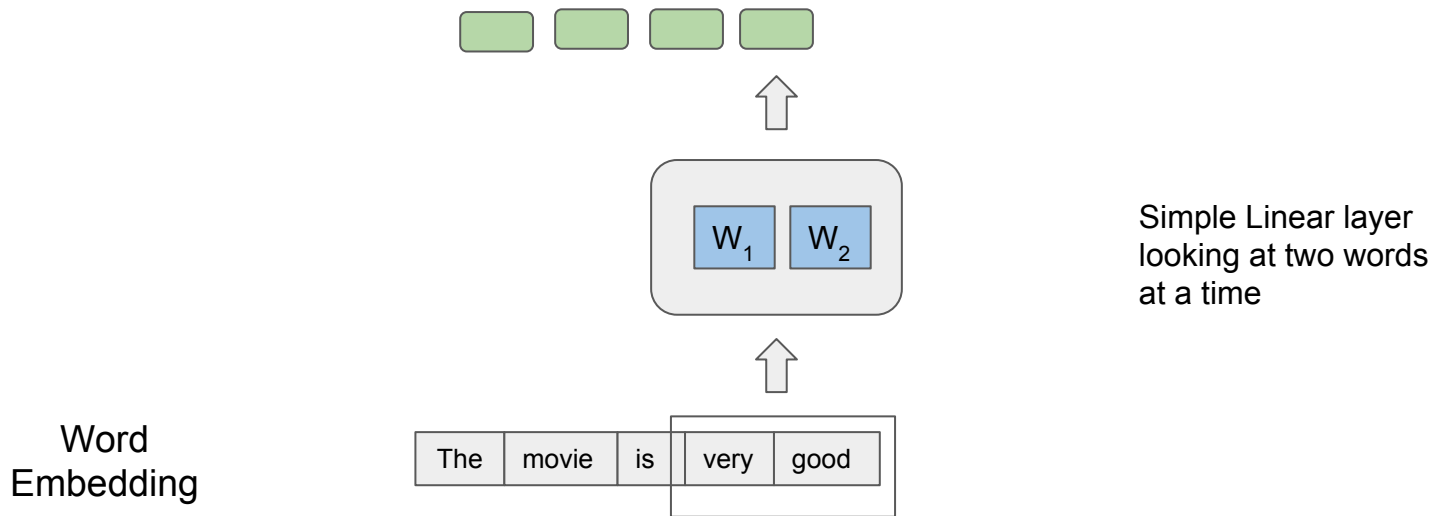 W1 W2
Simple Linear layer
looking at two words
at a time
Word
Embedding
The movie is very good